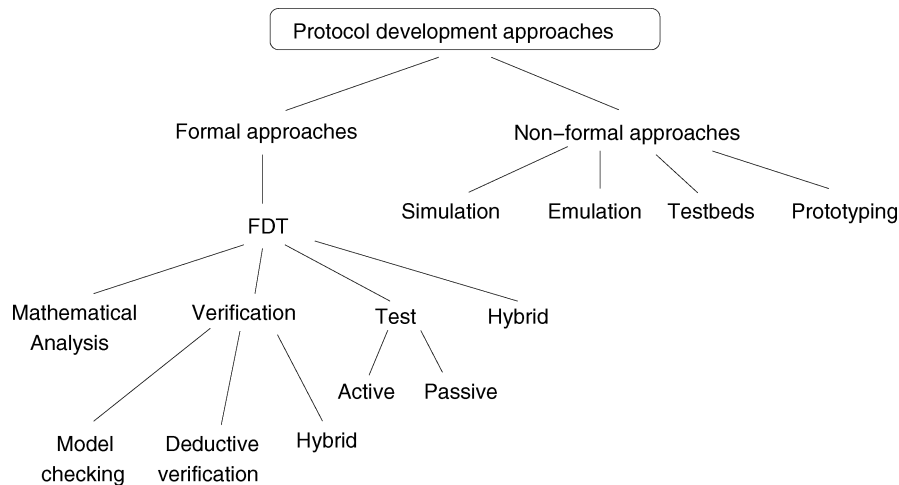 Protocol development approaches
Formal approaches
Non-formal approaches
Simulation
Emulation
Testbeds
Prototyping
FDT
Mathematical
Analysis
Verification
Test
Hybrid
Active
Passive
Model
checking
Deductive
verification
Hybrid